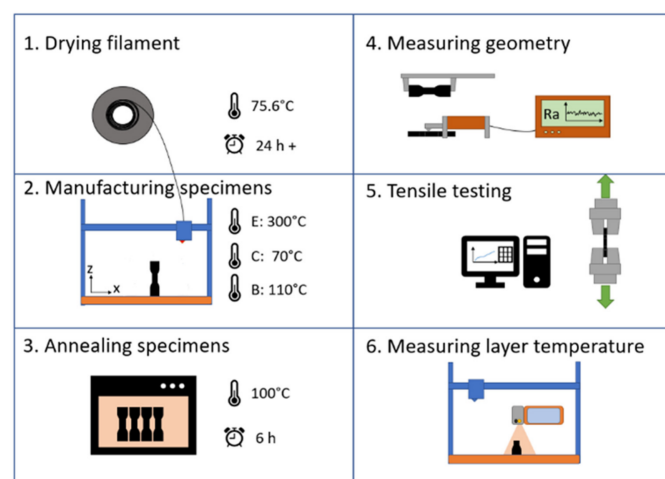 1. Drying filament
75.6°C
24 h +
2. Manufacturing specimens
E: 300°C
C: 70°C
B: 110°C
Z
X
3. Annealing specimens
100°C
6 h
4. Measuring geometry
Ra
5. Tensile testing
6. Measuring layer temperature